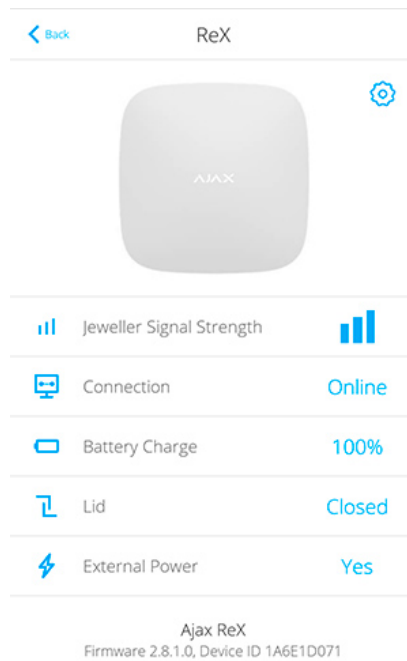 Back
ReX
AJAX
Jeweller Signal Strength
Connection Online
Battery Charge 100%
Lid Closed
External Power Yes
Ajax ReX
Firmware 2.8.1.0, Device ID 1A6E1D071